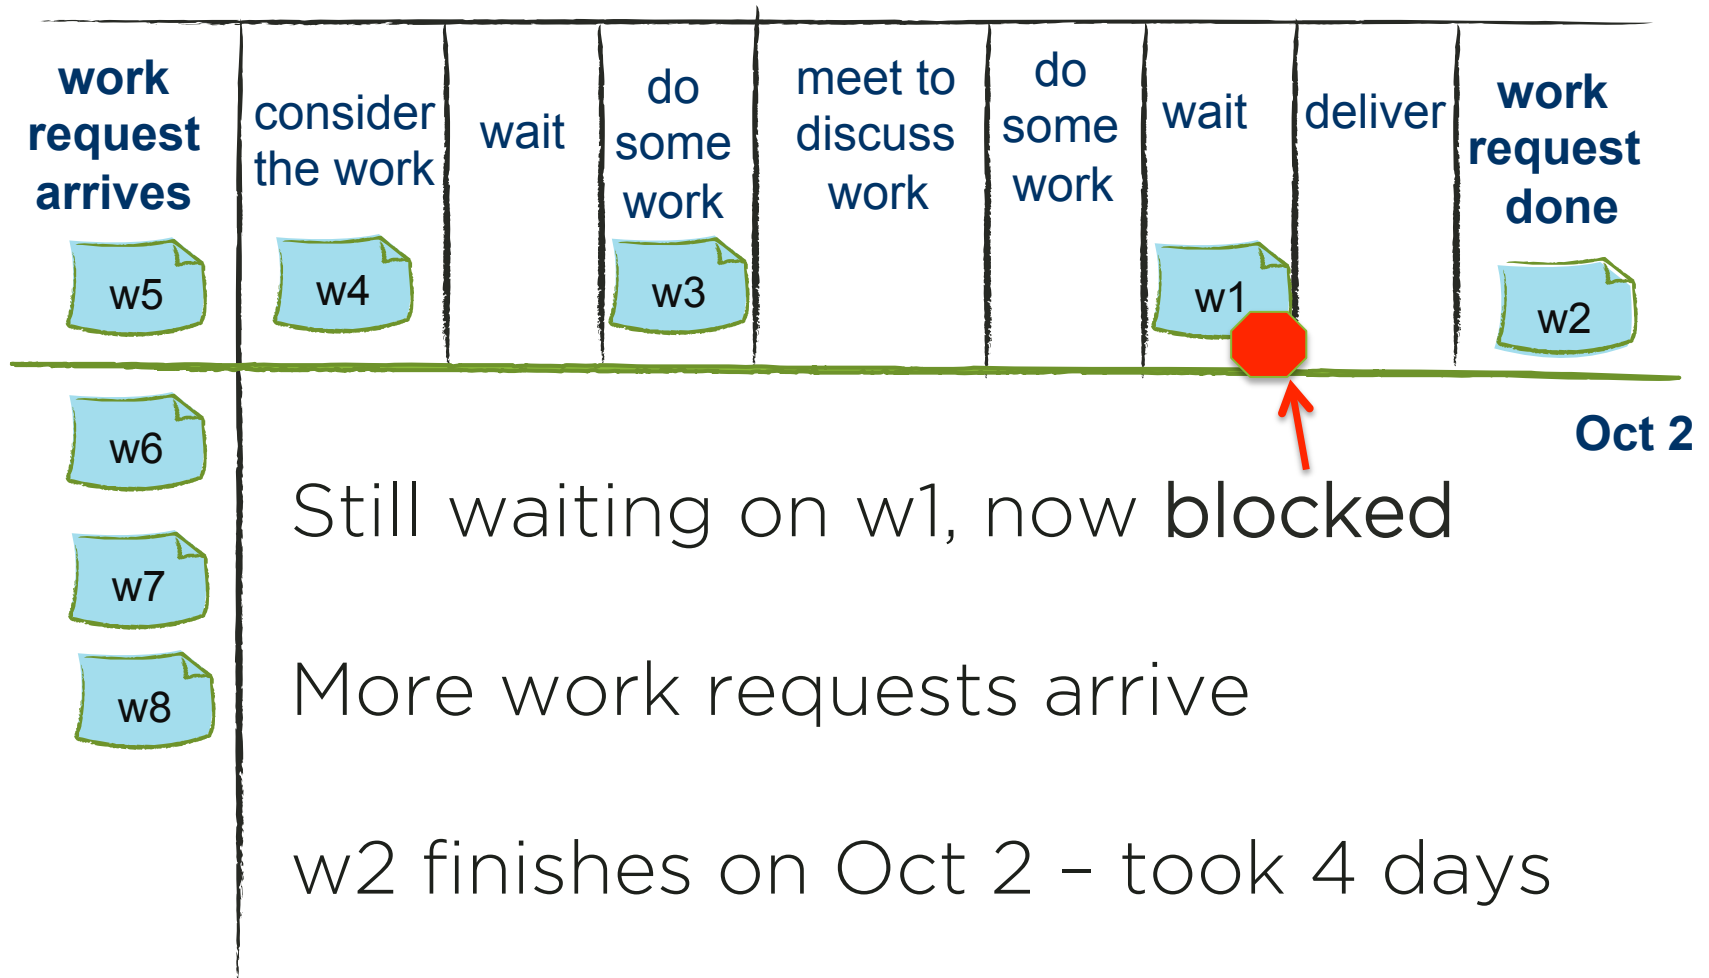 work
request
arrives
consider
the work
wait
do
some
work
meet to
discuss
work
do
some
work
wait
deliver
work
request
done
w5
w4
w3
w1
w2
w6
Oct 2
Still waiting on w1, now blocked
w7
More work requests arrive
w8
w2 finishes on Oct 2 – took 4 days